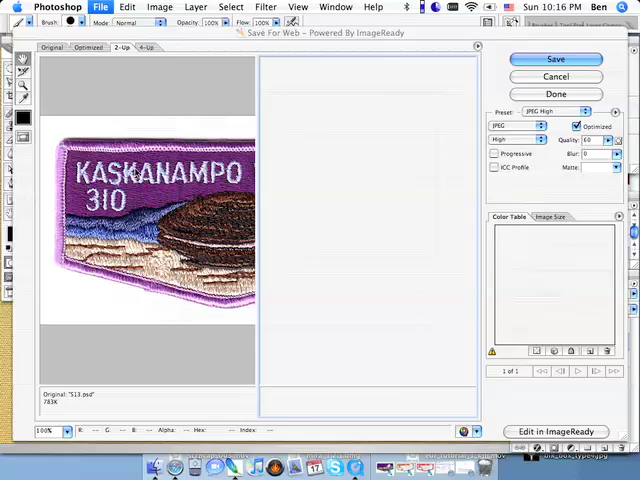 Photoshop File Edit Image Layer Select Filter View Window Help Sun 10:16 PM Ben
Brush: Mode: Normal Opacity: 100% Flow: 100%
Save For Web - Powered By ImageReady
Original Optimized 2-Up 4-Up
Save
Cancel
Done
Preset: JPEG High
JPEG Optimized
High Quality: 60
Progressive Blur: 0
ICC Profile Matte:
KASKANAMPO
310
Color Table Image Size
1 of 1
Original: "S13.psd"
783K
100% R: -- G: -- B: -- Alpha: -- Hex: -- Index: --
Edit in ImageReady
17